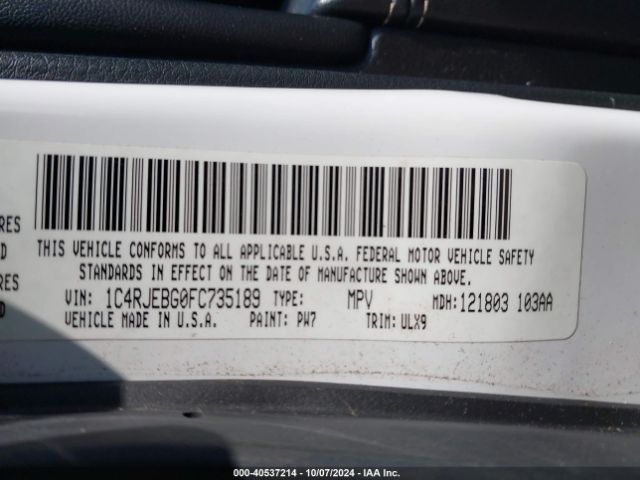 RES
D
RES
D
THIS VEHICLE CONFORMS TO ALL APPLICABLE U.S.A. FEDERAL MOTOR VEHICLE SAFETY
STANDARDS IN EFFECT ON THE DATE OF MANUFACTURE SHOWN ABOVE.
VIN: 1C4RJEBG0FC735189 TYPE: MPV MDH: 121803 103AA
VEHICLE MADE IN U.S.A. PAINT: PW7 TRIM: ULX9
000-40537214 - 10/07/2024 - IAA Inc.